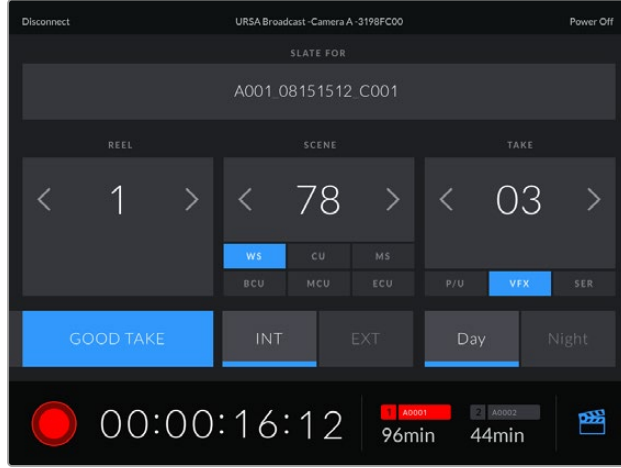 Disconnect URSA Broadcast -Camera A -3198FC00 Power Off
SLATE FOR
A001_08151512_C001
REEL SCENE TAKE
1 78 03
WS CU MS
BCU MCU ECU P/U VFX SER
GOOD TAKE INT EXT Day Night
00:00:16:12 1 A0001 2 A0002
96min 44min